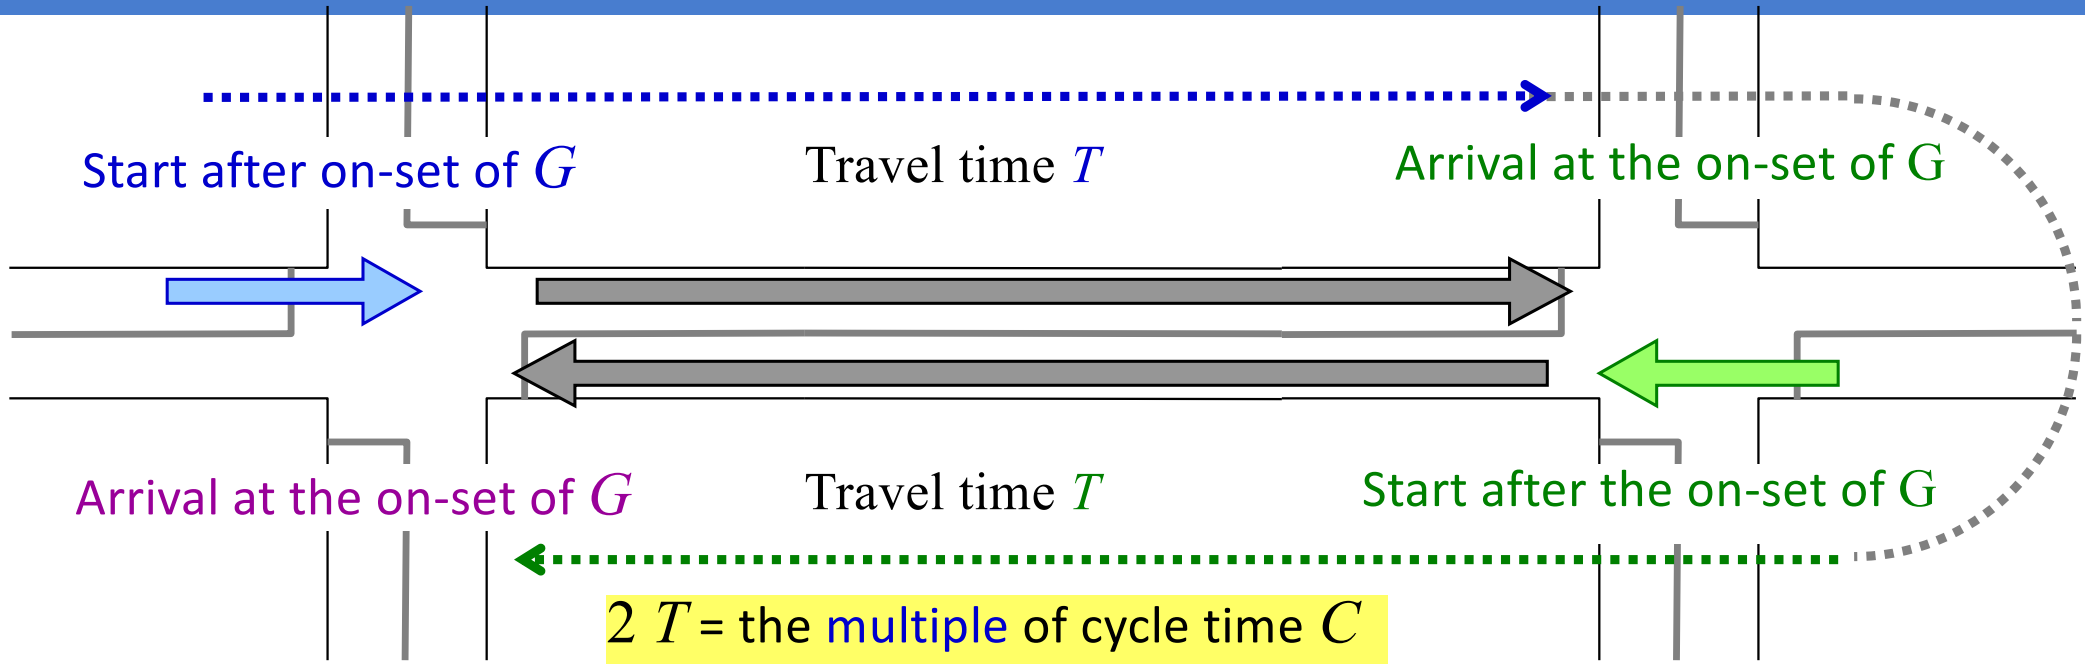 Start after on-set of G
Travel time T
Arrival at the on-set of G
Arrival at the on-set of G
Travel time T
Start after the on-set of G
2 T = the multiple of cycle time C